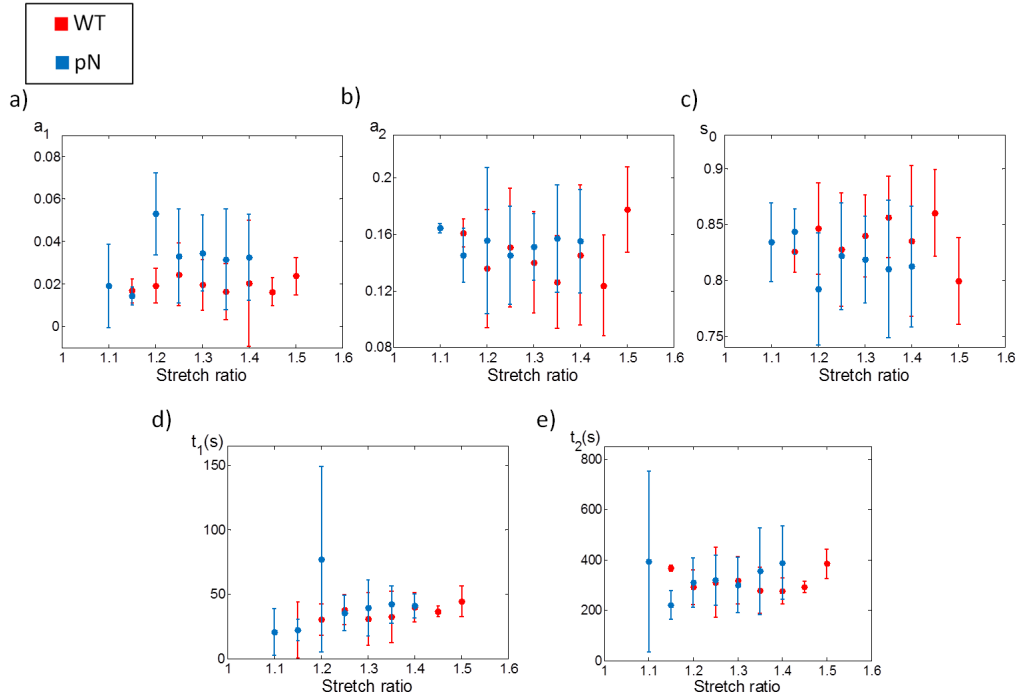 WT
pN
a)
b)
c)
a1
0.1
0.08
0.06
0.04
0.02
0
1 1.1 1.2 1.3 1.4 1.5 1.6
Stretch ratio
a2
0.2
0.16
0.12
0.08
1 1.1 1.2 1.3 1.4 1.5 1.6
Stretch ratio
s0
0.9
0.85
0.8
0.75
1 1.1 1.2 1.3 1.4 1.5 1.6
Stretch ratio
d)
e)
t1(s)
150
100
50
0
1 1.1 1.2 1.3 1.4 1.5 1.6
Stretch ratio
t2(s)
800
600
400
200
0
1 1.1 1.2 1.3 1.4 1.5 1.6
Stretch ratio